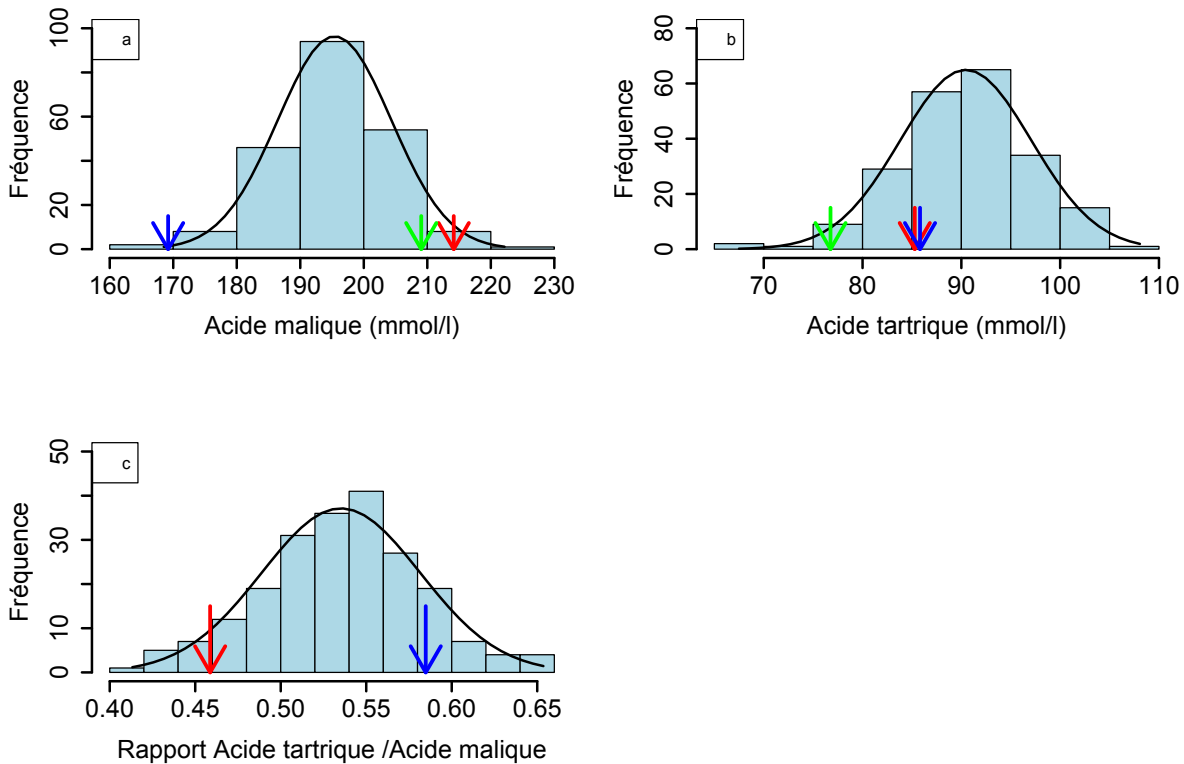 a
Fréquence
0 20 60 100
160 170 180 190 200 210 220 230
Acide malique (mmol/l)
b
Fréquence
0 20 40 60 80
70 80 90 100 110
Acide tartrique (mmol/l)
c
Fréquence
0 10 30 50
0.40 0.45 0.50 0.55 0.60 0.65
Rapport Acide tartrique /Acide malique